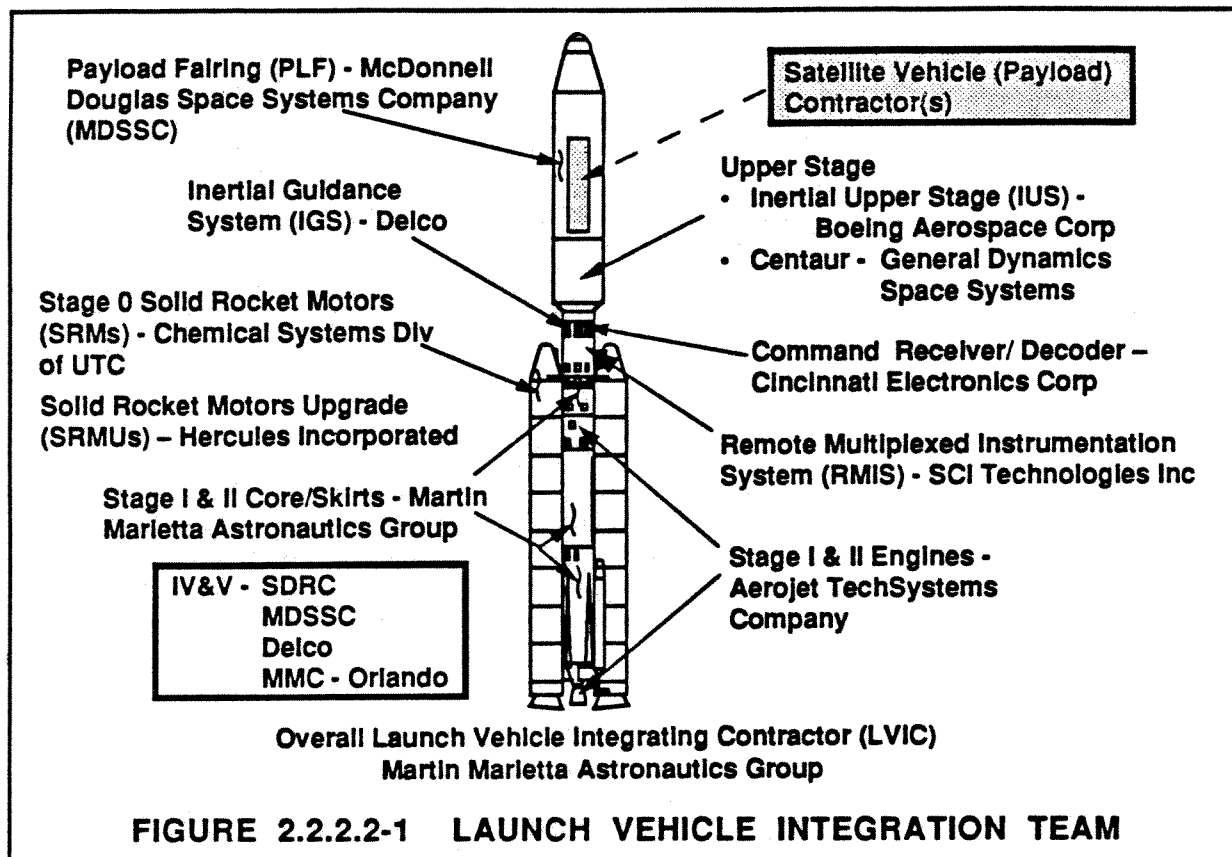 Payload Fairing (PLF) - McDonnell
Douglas Space Systems Company
(MDSSC)
Satellite Vehicle (Payload)
Contractor(s)
Inertial Guidance
System (IGS) - Delco
Upper Stage
• Inertial Upper Stage (IUS) -
Boeing Aerospace Corp
• Centaur - General Dynamics
Space Systems
Stage 0 Solid Rocket Motors
(SRMs) - Chemical Systems Div
of UTC
Command Receiver/ Decoder –
Cincinnati Electronics Corp
Solid Rocket Motors Upgrade
(SRMUs) – Hercules Incorporated
Remote Multiplexed Instrumentation
System (RMIS) - SCI Technologies Inc
Stage I & II Core/Skirts - Martin
Marietta Astronautics Group
Stage I & II Engines -
Aerojet TechSystems
Company
IV&V - SDRC
MDSSC
Delco
MMC - Orlando
Overall Launch Vehicle Integrating Contractor (LVIC)
Martin Marietta Astronautics Group
FIGURE 2.2.2.2-1 LAUNCH VEHICLE INTEGRATION TEAM